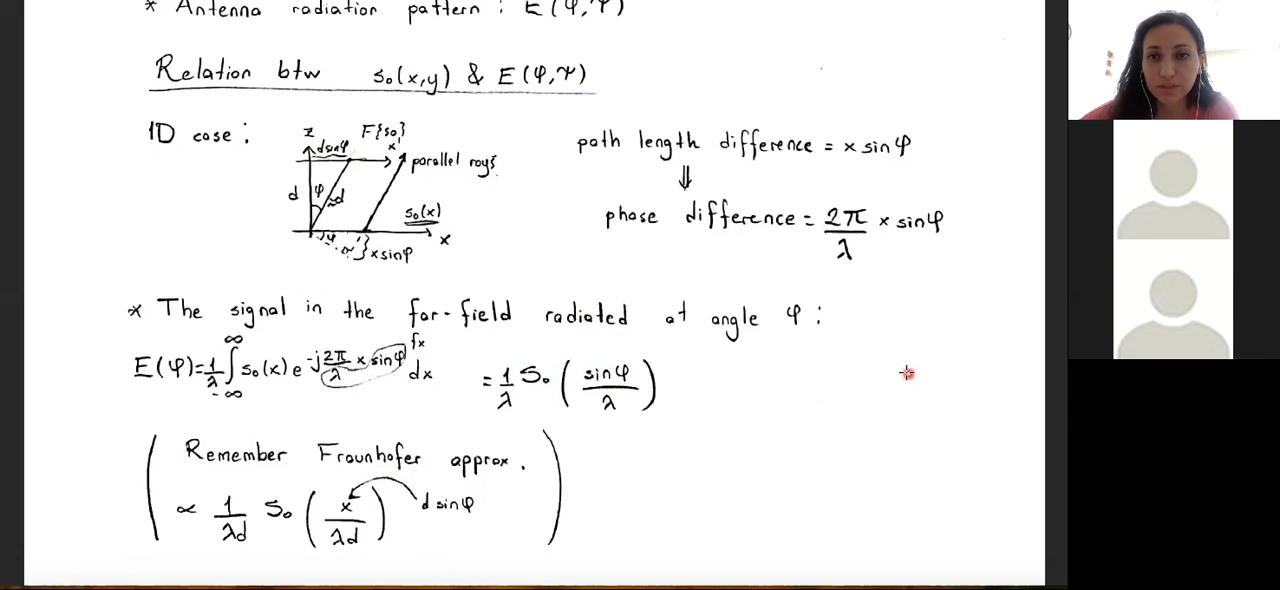 * Antenna radiation pattern : E(φ,ψ)
Relation btw s₀(x,y) & E(φ,ψ)
1D case :
z
F{s₀}
d sinφ
x'
parallel rays
d
φ
≈d
s₀(x)
x
φ
} x sinφ
path length difference = x sinφ
⇓
phase difference = 2π/λ x sinφ
* The signal in the far-field radiated at angle φ :
E(φ) = 1/λ ∫_{-∞}^{∞} s₀(x) e^{-j 2π/λ x sinφ} dx = 1/λ S₀ ( sinφ/λ )
fx
( Remember Fraunhofer approx.
∝ 1/λd S₀ ( x/λd ) d sinφ )